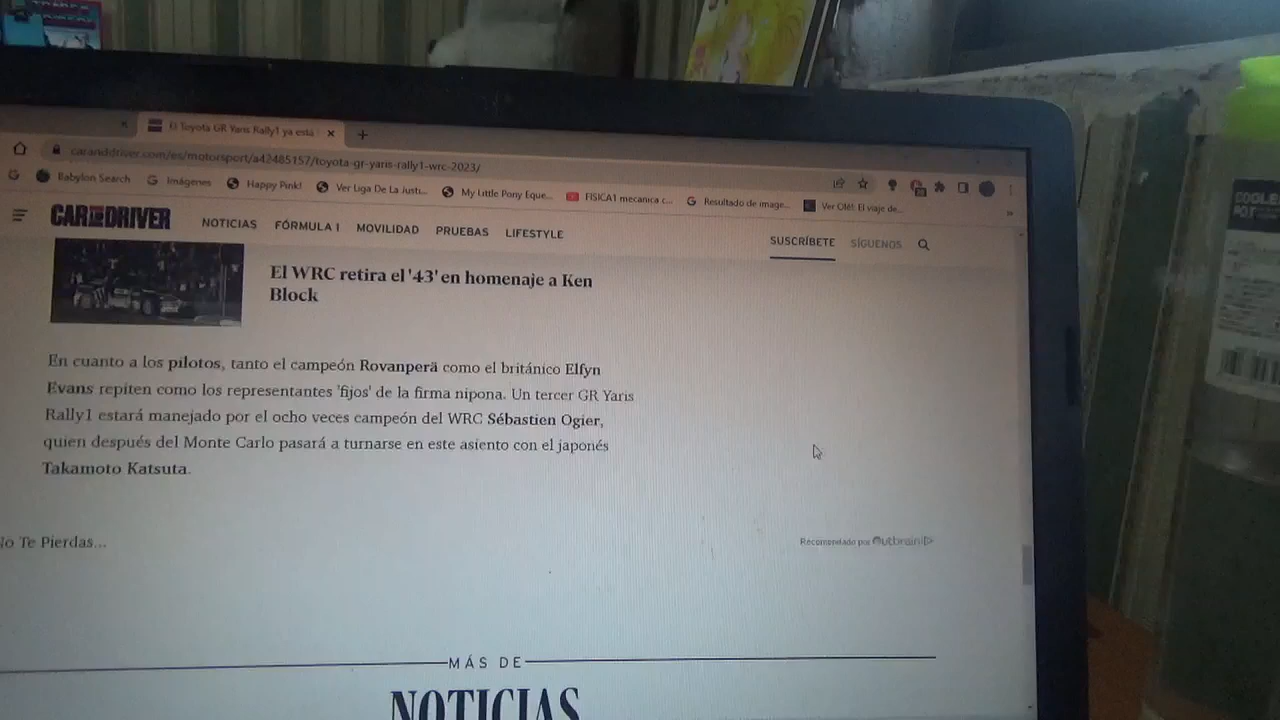 El Toyota GR Yaris Rally1 ya esta
caranddriver.com/es/motorsport/a42485157/toyota-gr-yaris-rally1-wrc-2023/
Babylon Search Imágenes Happy Pink! Ver Liga De La Justi... My Little Pony Eque... FISICA1 mecanica c... Resultado de image... Ver Olé!: El viaje de...
CAR AND DRIVER
NOTICIAS FÓRMULA 1 MOVILIDAD PRUEBAS LIFESTYLE SUSCRÍBETE SÍGUENOS
El WRC retira el '43' en homenaje a Ken
Block
En cuanto a los pilotos, tanto el campeón Rovanperä como el británico Elfyn
Evans repiten como los representantes 'fijos' de la firma nipona. Un tercer GR Yaris
Rally1 estará manejado por el ocho veces campeón del WRC Sébastien Ogier,
quien después del Monte Carlo pasará a turnarse en este asiento con el japonés
Takamoto Katsuta.
No Te Pierdas...
Recomendado por Outbrain
MÁS DE
NOTICIAS